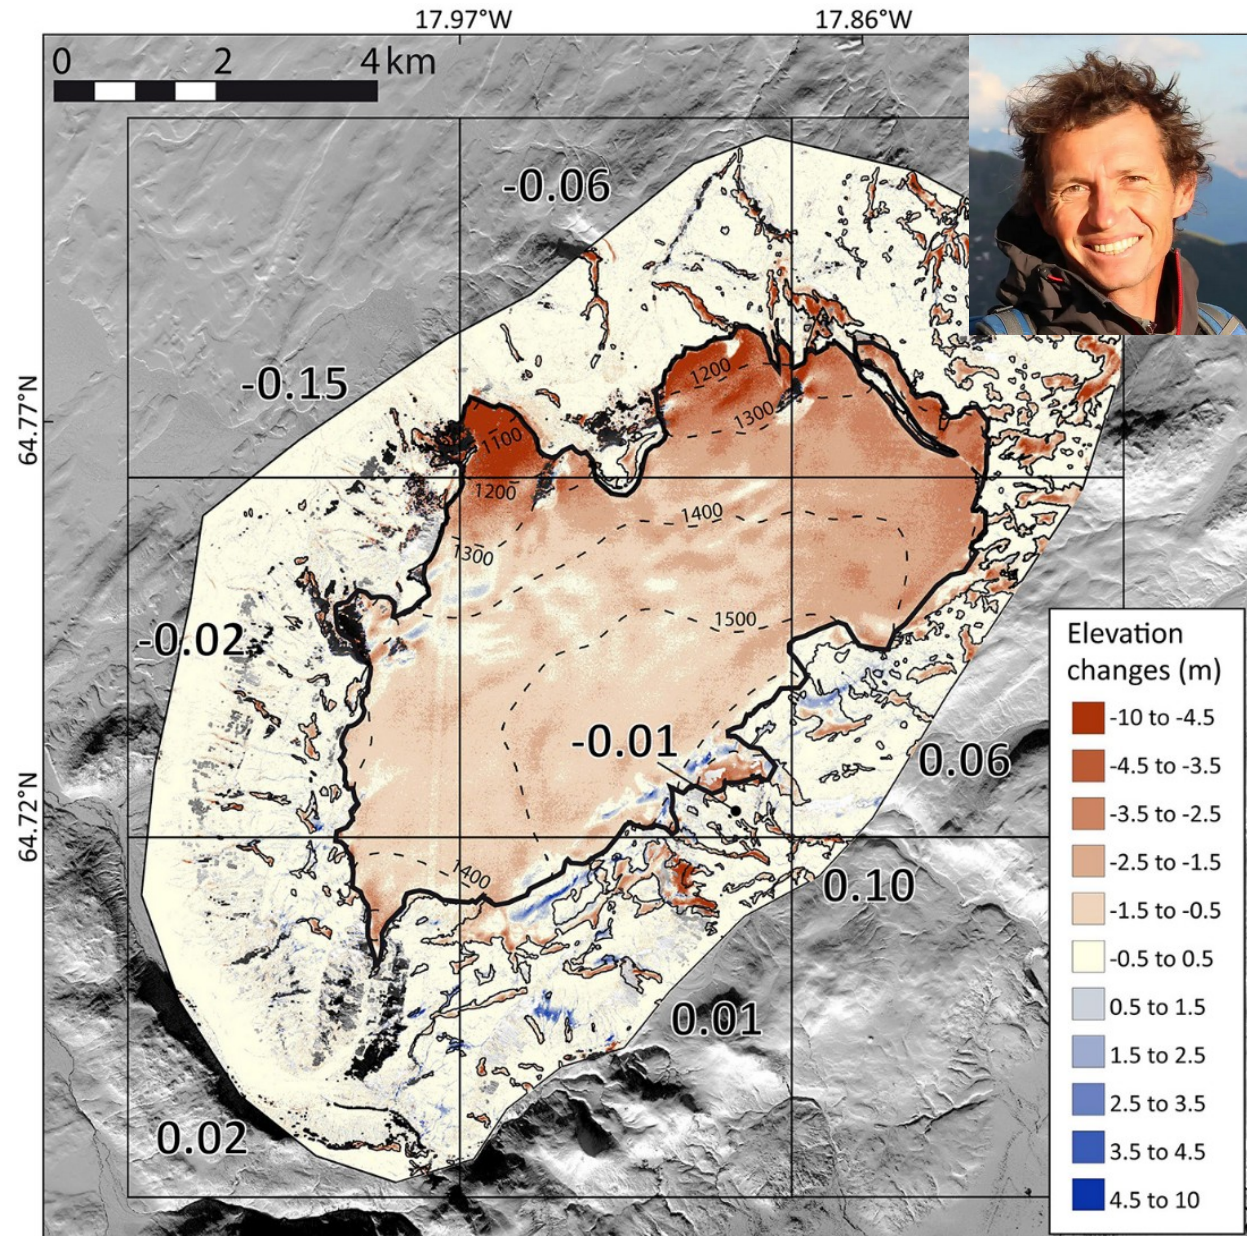 17.97°W
17.86°W
0
2
4 km
-0.06
-0.15
64.77°N
1200
1300
1100
1200
1400
1300
1500
-0.02
-0.01
0.06
64.72°N
1400
0.10
0.01
0.02
Elevation
changes (m)
-10 to -4.5
-4.5 to -3.5
-3.5 to -2.5
-2.5 to -1.5
-1.5 to -0.5
-0.5 to 0.5
0.5 to 1.5
1.5 to 2.5
2.5 to 3.5
3.5 to 4.5
4.5 to 10